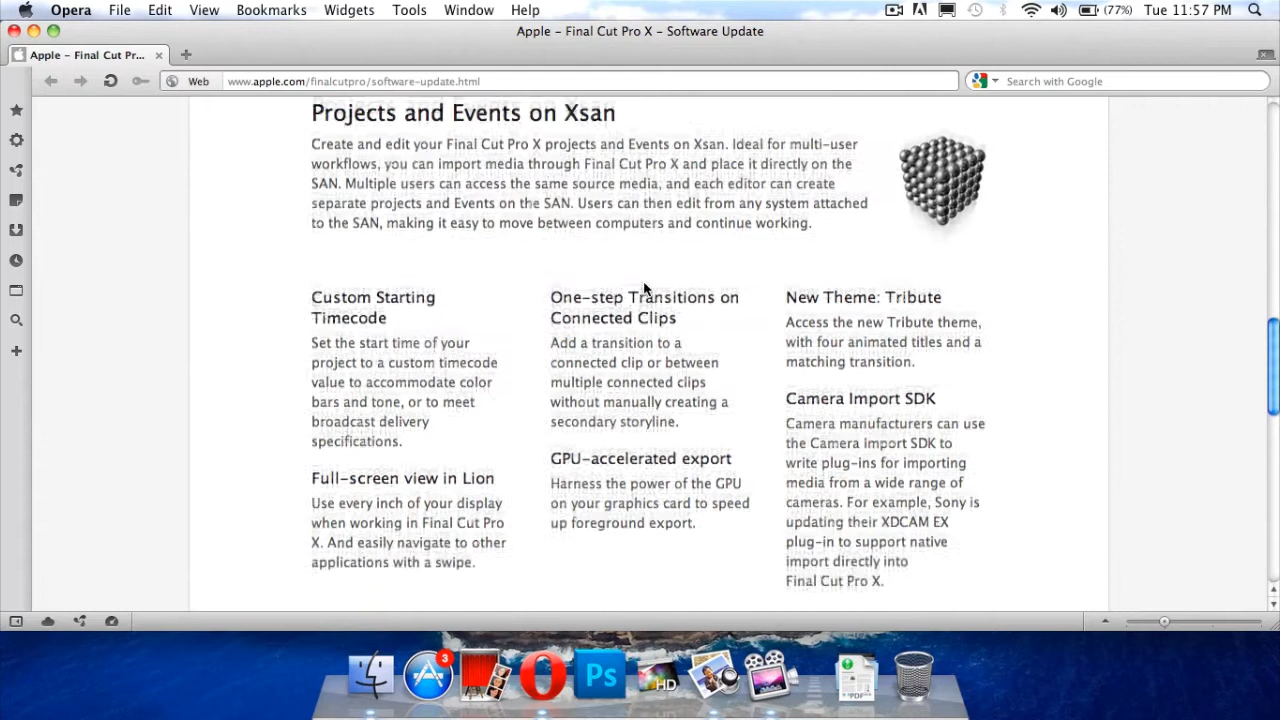 Opera File Edit View Bookmarks Widgets Tools Window Help (77%) Tue 11:57 PM
Apple – Final Cut Pro X – Software Update
Apple – Final Cut Pr...
Web www.apple.com/finalcutpro/software-update.html Search with Google
Projects and Events on Xsan
Create and edit your Final Cut Pro X projects and Events on Xsan. Ideal for multi-user
workflows, you can import media through Final Cut Pro X and place it directly on the
SAN. Multiple users can access the same source media, and each editor can create
separate projects and Events on the SAN. Users can then edit from any system attached
to the SAN, making it easy to move between computers and continue working.
Custom Starting
Timecode
Set the start time of your
project to a custom timecode
value to accommodate color
bars and tone, or to meet
broadcast delivery
specifications.
Full-screen view in Lion
Use every inch of your display
when working in Final Cut Pro
X. And easily navigate to other
applications with a swipe.
One-step Transitions on
Connected Clips
Add a transition to a
connected clip or between
multiple connected clips
without manually creating a
secondary storyline.
GPU-accelerated export
Harness the power of the GPU
on your graphics card to speed
up foreground export.
New Theme: Tribute
Access the new Tribute theme,
with four animated titles and a
matching transition.
Camera Import SDK
Camera manufacturers can use
the Camera Import SDK to
write plug-ins for importing
media from a wide range of
cameras. For example, Sony is
updating their XDCAM EX
plug-in to support native
import directly into
Final Cut Pro X.
3
Ps
HD
PDF